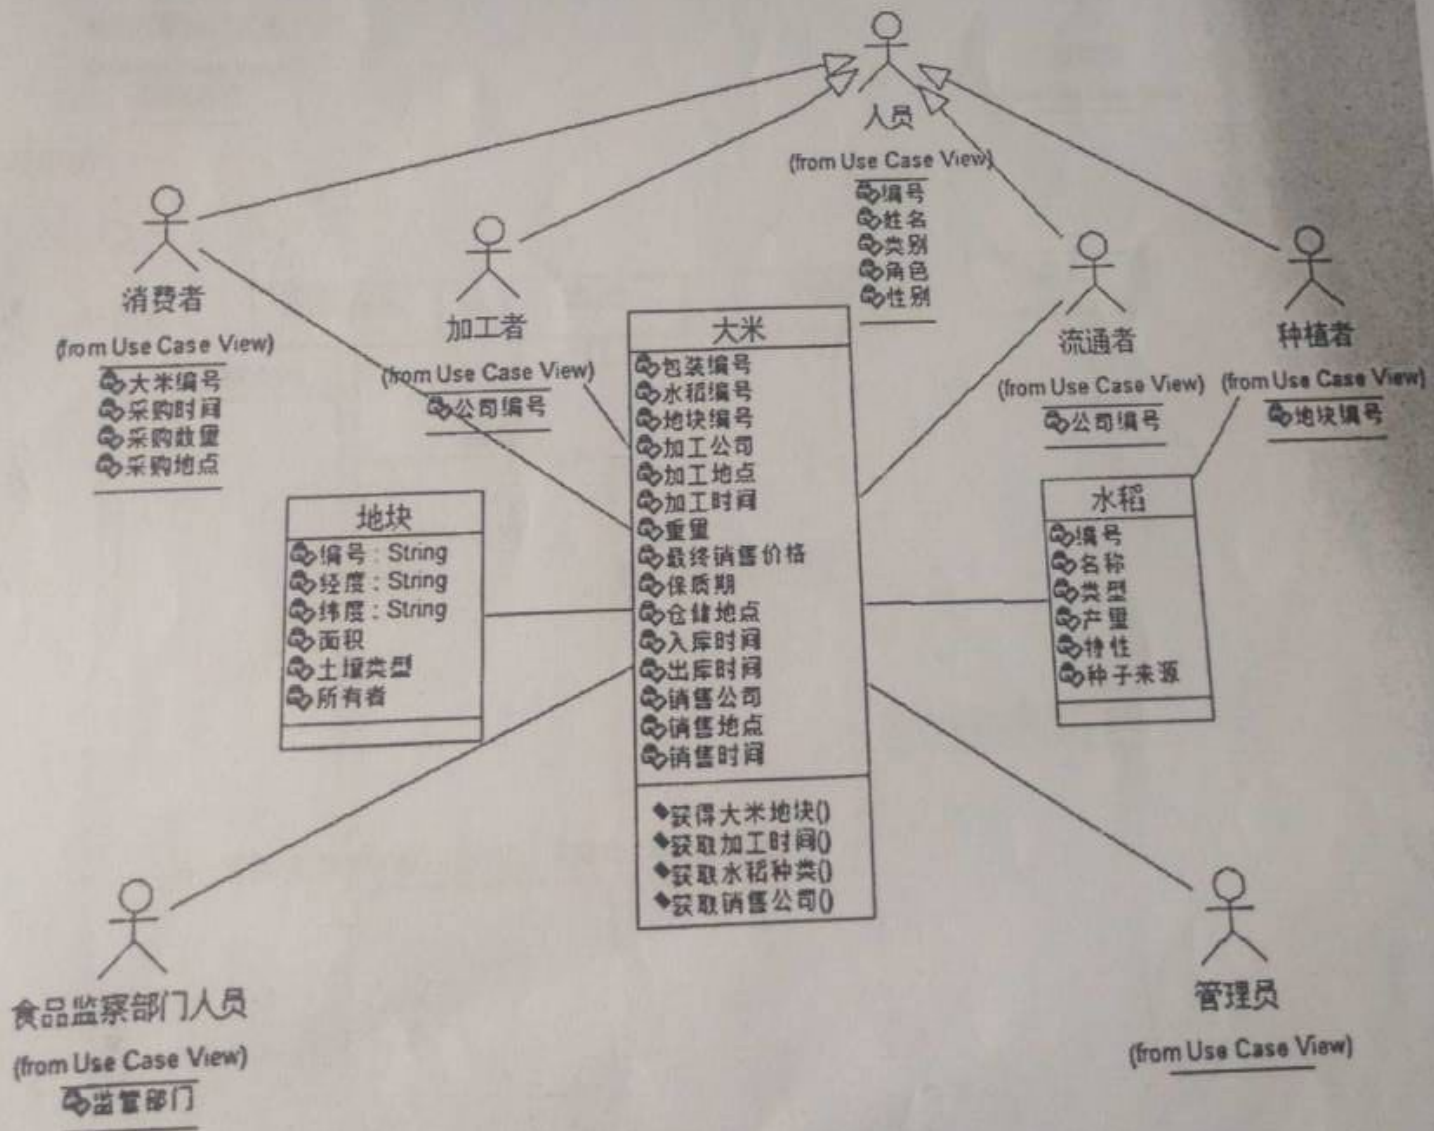 人员
(from Use Case View)
编号
姓名
类别
角色
性别
消费者
(from Use Case View)
大米编号
采购时间
采购数量
采购地点
加工者
(from Use Case View)
公司编号
大米
包装编号
水稻编号
地块编号
加工公司
加工地点
加工时间
重量
最终销售价格
保质期
仓储地点
入库时间
出库时间
销售公司
销售地点
销售时间
获得大米地块()
获取加工时间()
获取水稻种类()
获取销售公司()
流通者
(from Use Case View)
公司编号
种植者
(from Use Case View)
地块编号
地块
编号 : String
经度 : String
纬度 : String
面积
土壤类型
所有者
水稻
编号
名称
类型
产量
特性
种子来源
食品监察部门人员
(from Use Case View)
监管部门
管理员
(from Use Case View)